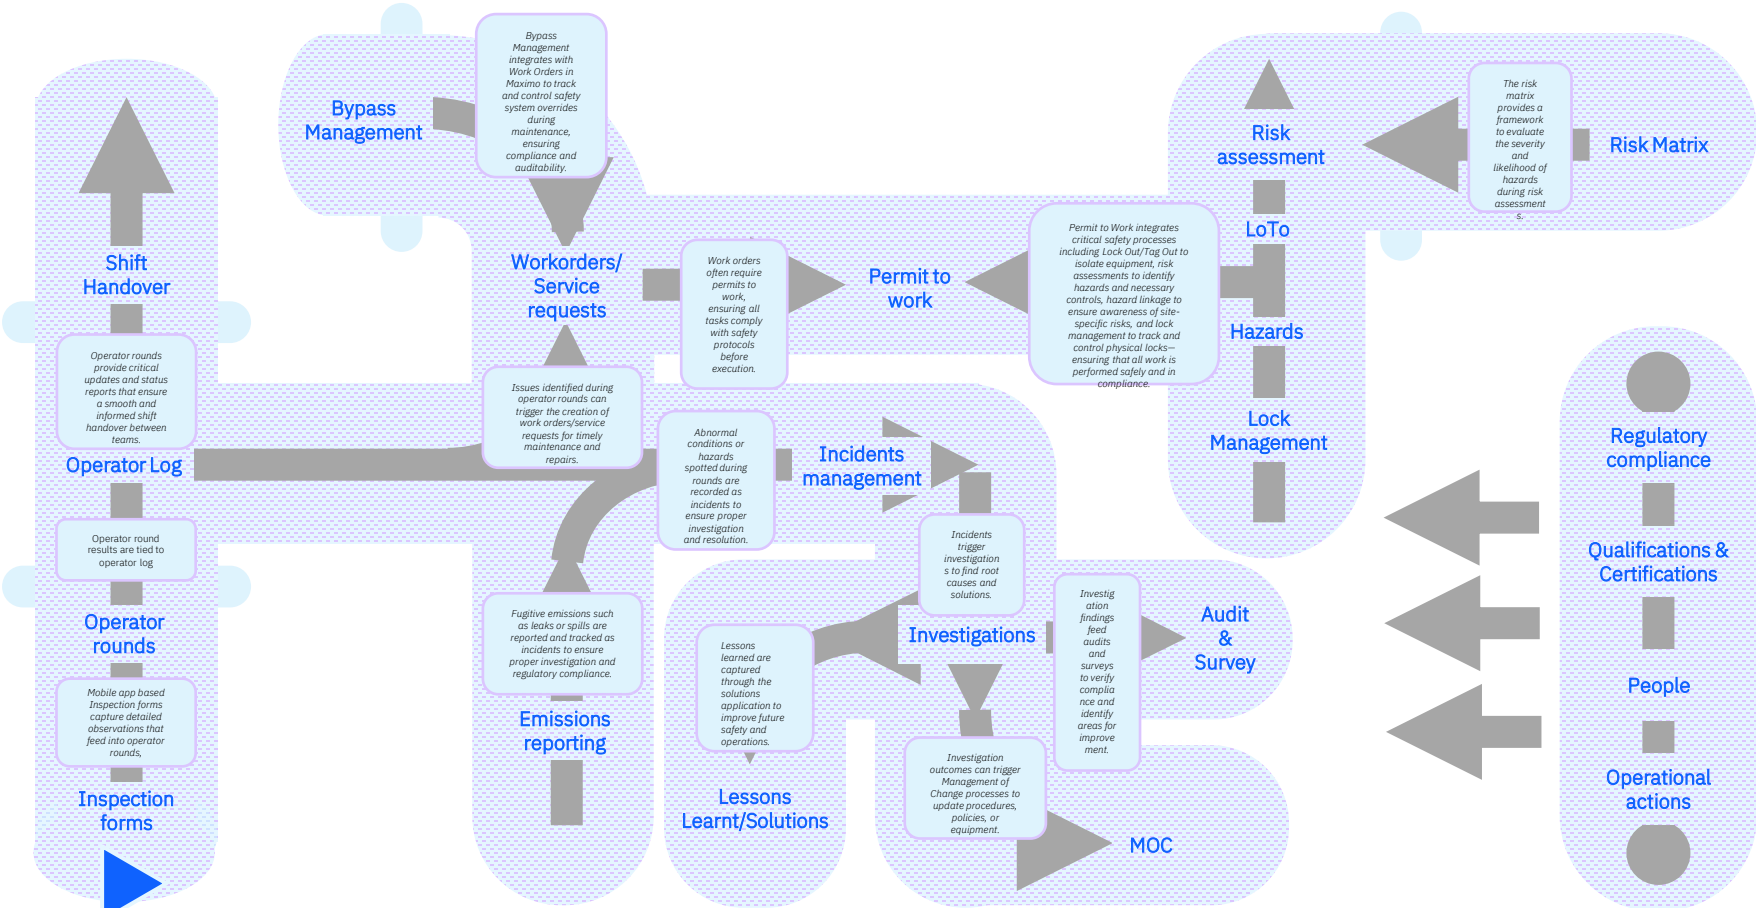 Bypass
Management
Bypass
Management
integrates with
Work Orders in
Maximo to track
and control safety
system overrides
during
maintenance,
ensuring
compliance and
auditability.
Risk
assessment
The risk
matrix
provides a
framework
to evaluate
the severity
and
likelihood of
hazards
during risk
assessment
s.
Risk Matrix
LoTo
Hazards
Lock
Management
Shift
Handover
Operator rounds
provide critical
updates and status
reports that ensure
a smooth and
informed shift
handover between
teams.
Operator Log
Operator round
results are tied to
operator log
Operator
rounds
Mobile app based
Inspection forms
capture detailed
observations that
feed into operator
rounds,
Inspection
forms
Workorders/
Service
requests
Work orders
often require
permits to
work,
ensuring all
tasks comply
with safety
protocols
before
execution.
Permit to
work
Permit to Work integrates
critical safety processes
including Lock Out/Tag Out to
isolate equipment, risk
assessments to identify
hazards and necessary
controls, hazard linkage to
ensure awareness of site-
specific risks, and lock
management to track and
control physical locks—
ensuring that all work is
performed safely and in
compliance.
Issues identified during
operator rounds can
trigger the creation of
work orders/service
requests for timely
maintenance and
repairs.
Abnormal
conditions or
hazards
spotted during
rounds are
recorded as
incidents to
ensure proper
investigation
and resolution.
Incidents
management
Incidents
trigger
investigation
s to find root
causes and
solutions.
Fugitive emissions such
as leaks or spills are
reported and tracked as
incidents to ensure
proper investigation and
regulatory compliance.
Emissions
reporting
Lessons
learned are
captured
through the
solutions
application to
improve future
safety and
operations.
Lessons
Learnt/Solutions
Investigations
Investig
ation
findings
feed
audits
and
surveys
to verify
complia
nce and
identify
areas for
improve
ment.
Audit
&
Survey
Investigation
outcomes can trigger
Management of
Change processes to
update procedures,
policies, or
equipment.
MOC
Regulatory
compliance
Qualifications &
Certifications
People
Operational
actions